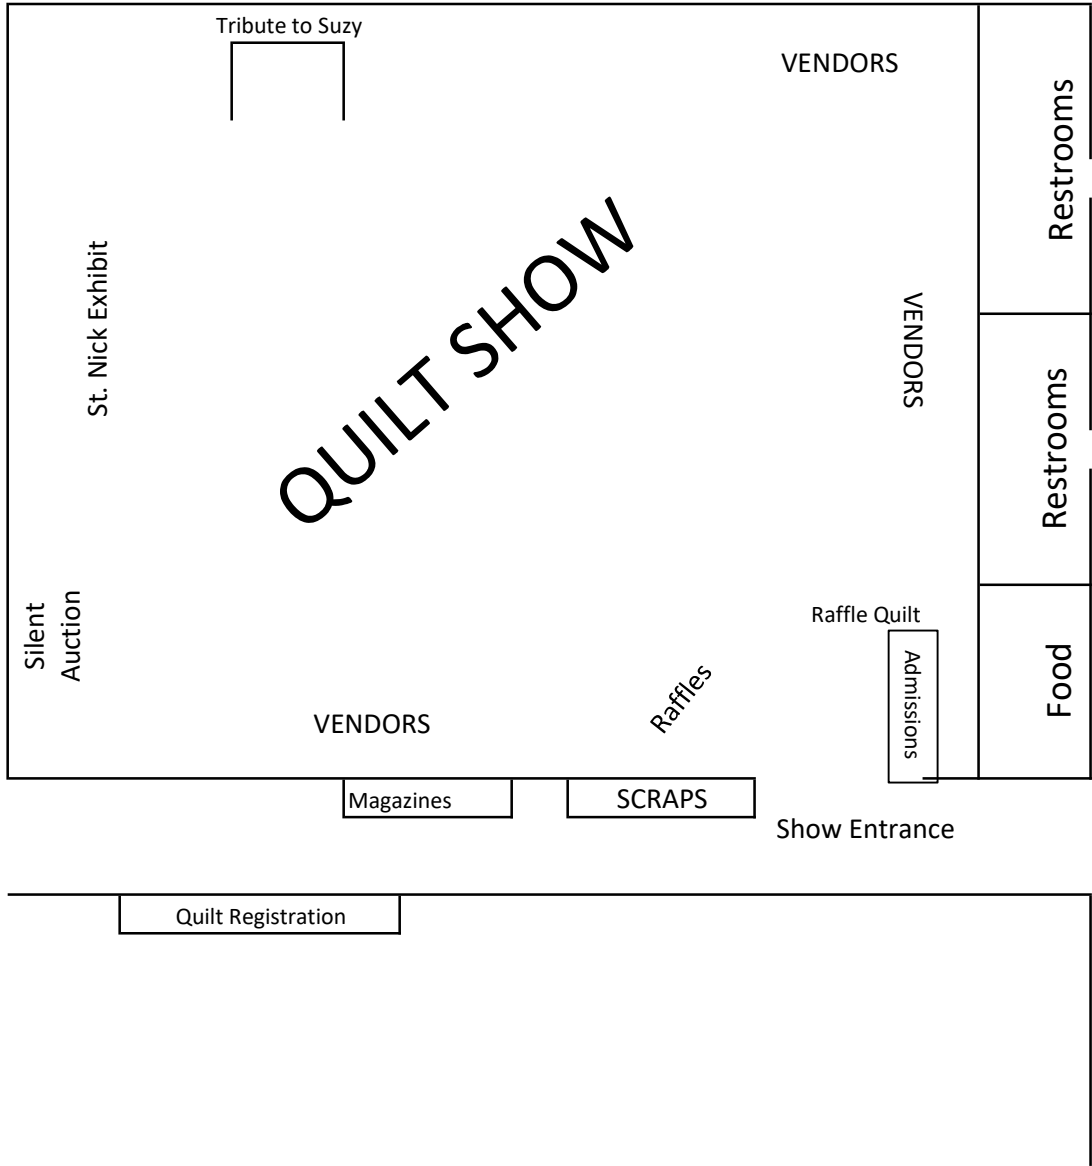 Tribute to Suzy
VENDORS
Restrooms
QUILT SHOW
St. Nick Exhibit
VENDORS
Restrooms
Silent
Auction
Raffle Quilt
Admissions
Food
Raffles
VENDORS
Magazines
SCRAPS
Show Entrance
Quilt Registration